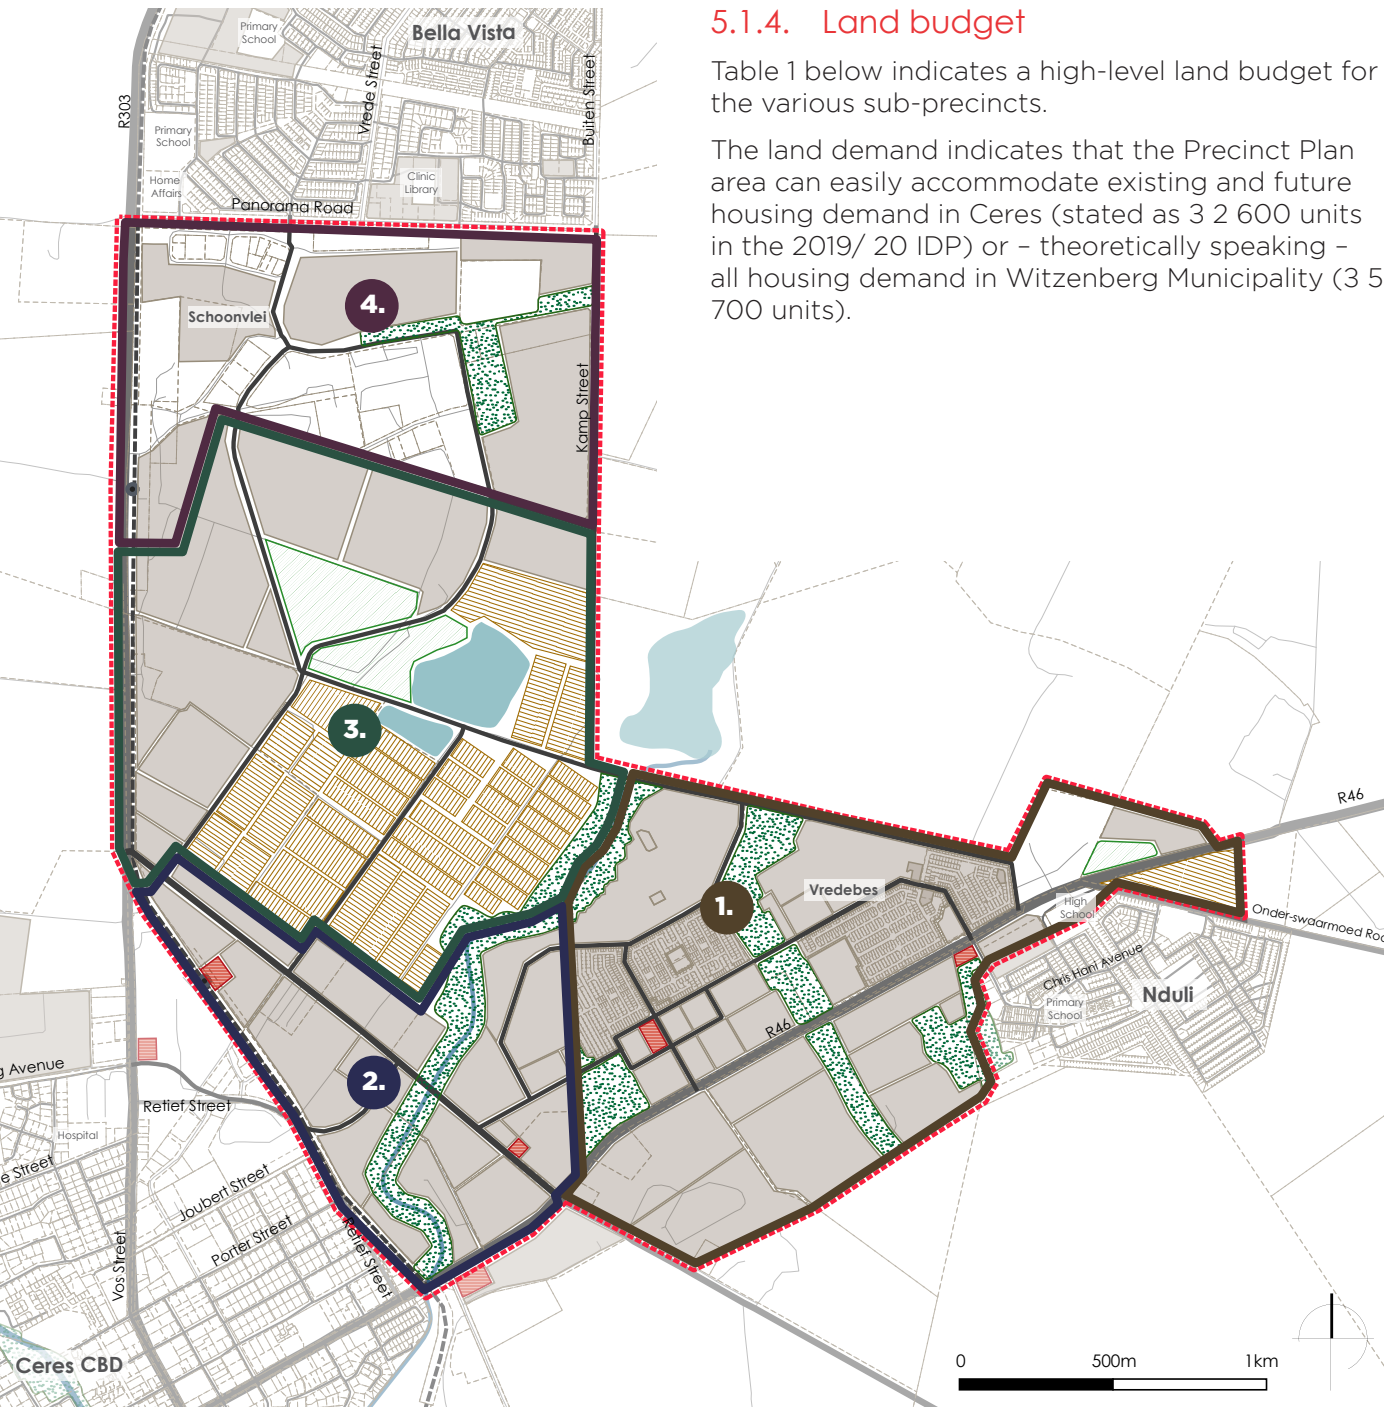 5.1.4. Land budget
Table 1 below indicates a high-level land budget for
the various sub-precincts.
The land demand indicates that the Precinct Plan
area can easily accommodate existing and future
housing demand in Ceres (stated as 3 2 600 units
in the 2019/ 20 IDP) or – theoretically speaking –
all housing demand in Witzenberg Municipality (3 5
700 units).
Primary
School
Bella Vista
Vrede Street
Buiten Street
R303
Primary
School
Home
Affairs
Clinic
Library
Panorama Road
4.
Schoonvlei
Kamp Street
3.
R46
1.
Vredebes
High
School
Onder-swaarmoed Roa
Chris Hani Avenue
Nduli
Primary
School
R46
2.
g Avenue
Retief Street
Hospital
e Street
Joubert Street
Porter Street
Retief Street
Vos Street
Ceres CBD
0 500m 1km